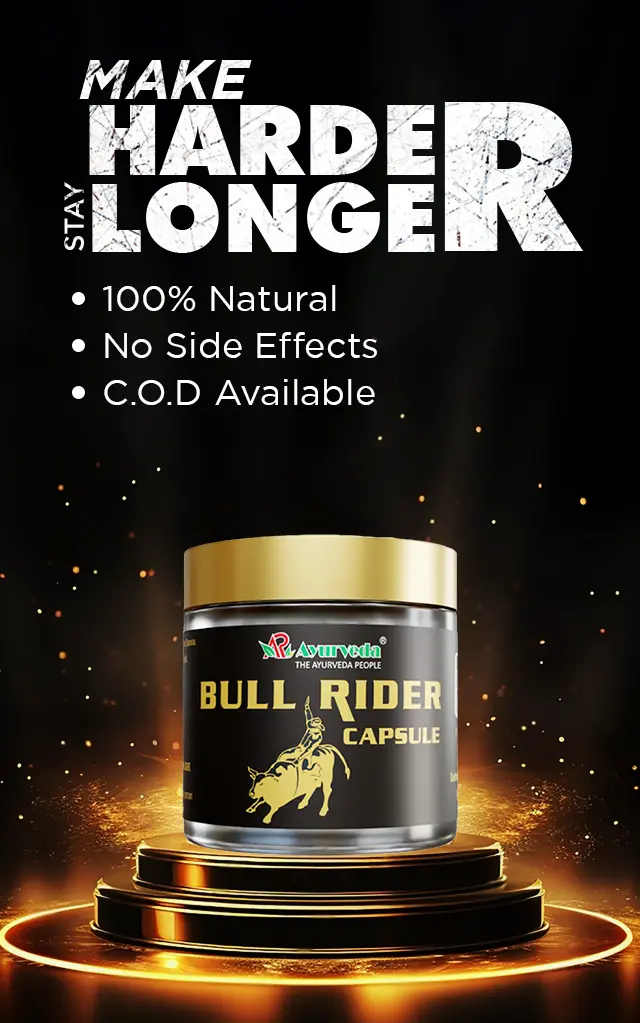 MAKE
HARDER
STAY LONGER
• 100% Natural
• No Side Effects
• C.O.D Available
Ayurveda®
THE AYURVEDA PEOPLE
BULL RIDER
CAPSULE